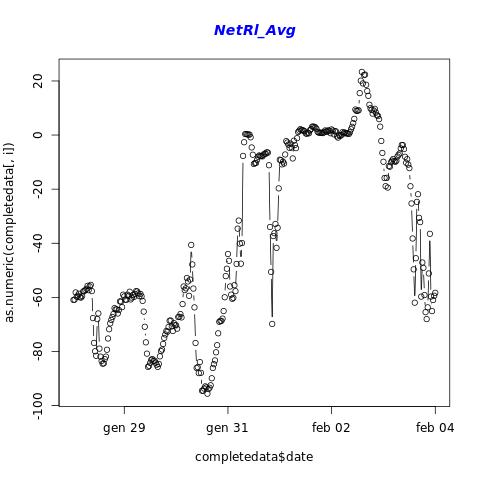 NetRl_Avg
as.numeric(completedata[, i])
20
0
-20
-40
-60
-80
-100
gen 29
gen 31
feb 02
feb 04
completedata$date